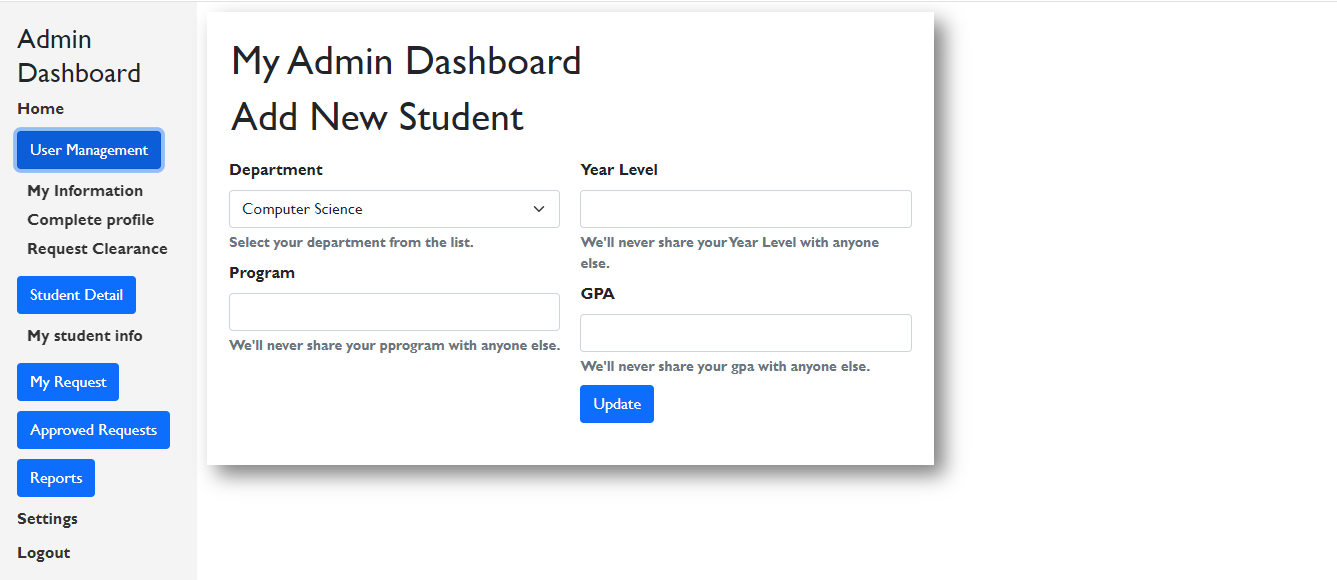 Admin
Dashboard
Home
User Management
My Information
Complete profile
Request Clearance
Student Detail
My student info
My Request
Approved Requests
Reports
Settings
Logout
My Admin Dashboard
Add New Student
Department
Computer Science
Select your department from the list.
Program
We'll never share your pprogram with anyone else.
Year Level
We'll never share your Year Level with anyone
else.
GPA
We'll never share your gpa with anyone else.
Update